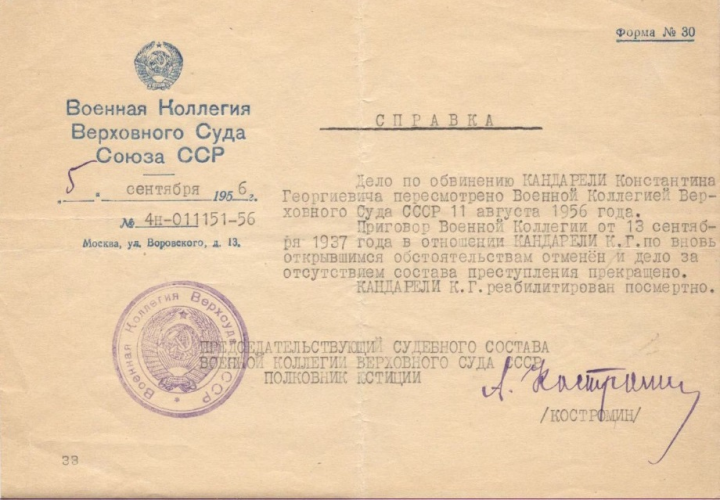 Форма № 30
Военная Коллегия
Верховного Суда
Союза ССР
5 " сентября 1956 г.
№ 4н-011151-56
Москва, ул. Воровского, д. 13.
СПРАВКА
Дело по обвинению КАНДАРЕЛИ Константина
Георгиевича пересмотрено Военной Коллегией Вер-
ховного Суда СССР 11 августа 1956 года.
Приговор Военной Коллегии от 13 сентяб-
ря 1937 года в отношении КАНДАРЕЛИ К.Г.по вновь
открывшимся обстоятельствам отменён и дело за
отсутствием состава преступления прекращено.
КАНДАРЕЛИ К.Г.реабилитирован посмертно.
Военная Коллегия Верхсуда СССР
ПРЕДСЕДАТЕЛЬСТВУЮЩИЙ СУДЕБНОГО СОСТАВА
ВОЕННОЙ КОЛЛЕГИИ ВЕРХОВНОГО СУДА СССР
ПОЛКОВНИК ЮСТИЦИИ
А. Костромин
/КОСТРОМИН/